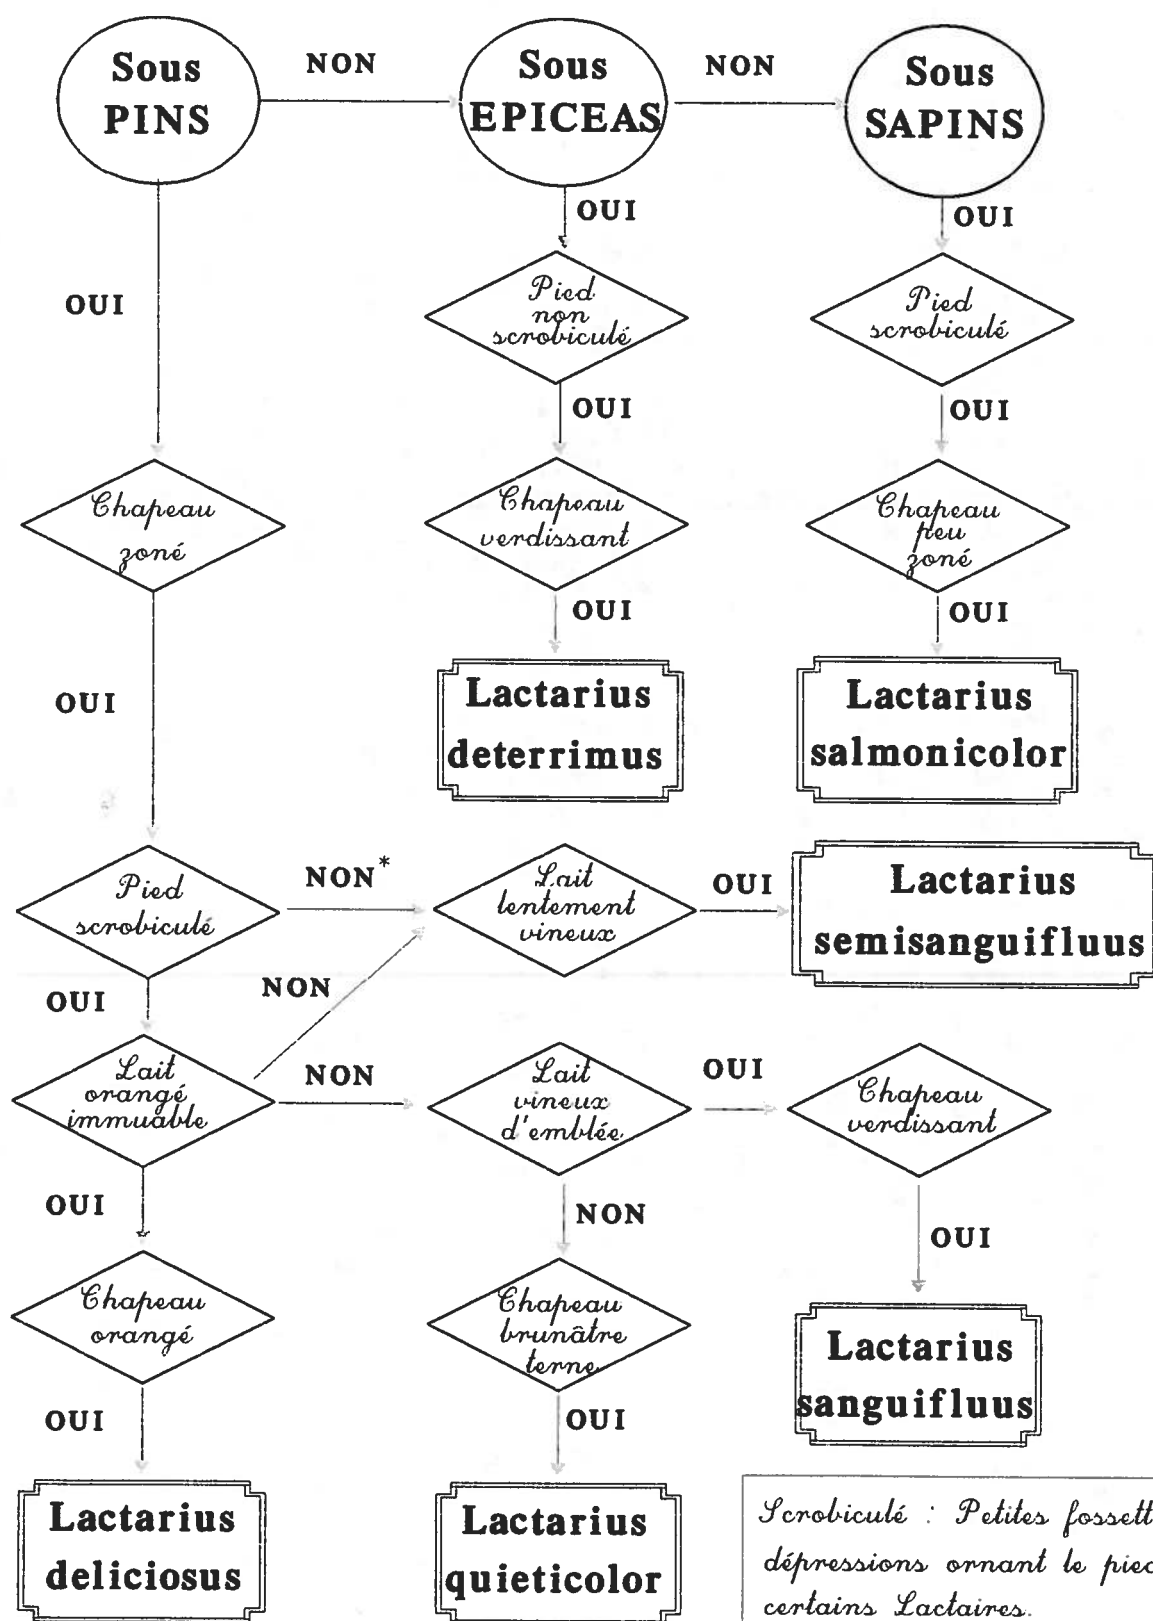 Sous
PINS
NON
Sous
EPICEAS
NON
Sous
SAPINS
OUI
OUI
OUI
Pied
non
scrobiculé
Pied
scrobiculé
OUI
OUI
Chapeau
zoné
Chapeau
verdissant
Chapeau
peu
zoné
OUI
OUI
OUI
Lactarius
deterrimus
Lactarius
salmonicolor
Pied
scrobiculé
NON*
Lait
lentement
vineux
OUI
Lactarius
semisanguifluus
OUI
NON
Lait
orangé
immuable
NON
Lait
vineux
d'emblée
OUI
Chapeau
verdissant
OUI
NON
OUI
Chapeau
orangé
Chapeau
brunâtre
terne
Lactarius
sanguifluus
OUI
OUI
Lactarius
deliciosus
Lactarius
quieticolor
Scrobiculé : Petites fossett
dépressions ornant le pied
certains Lactaires.